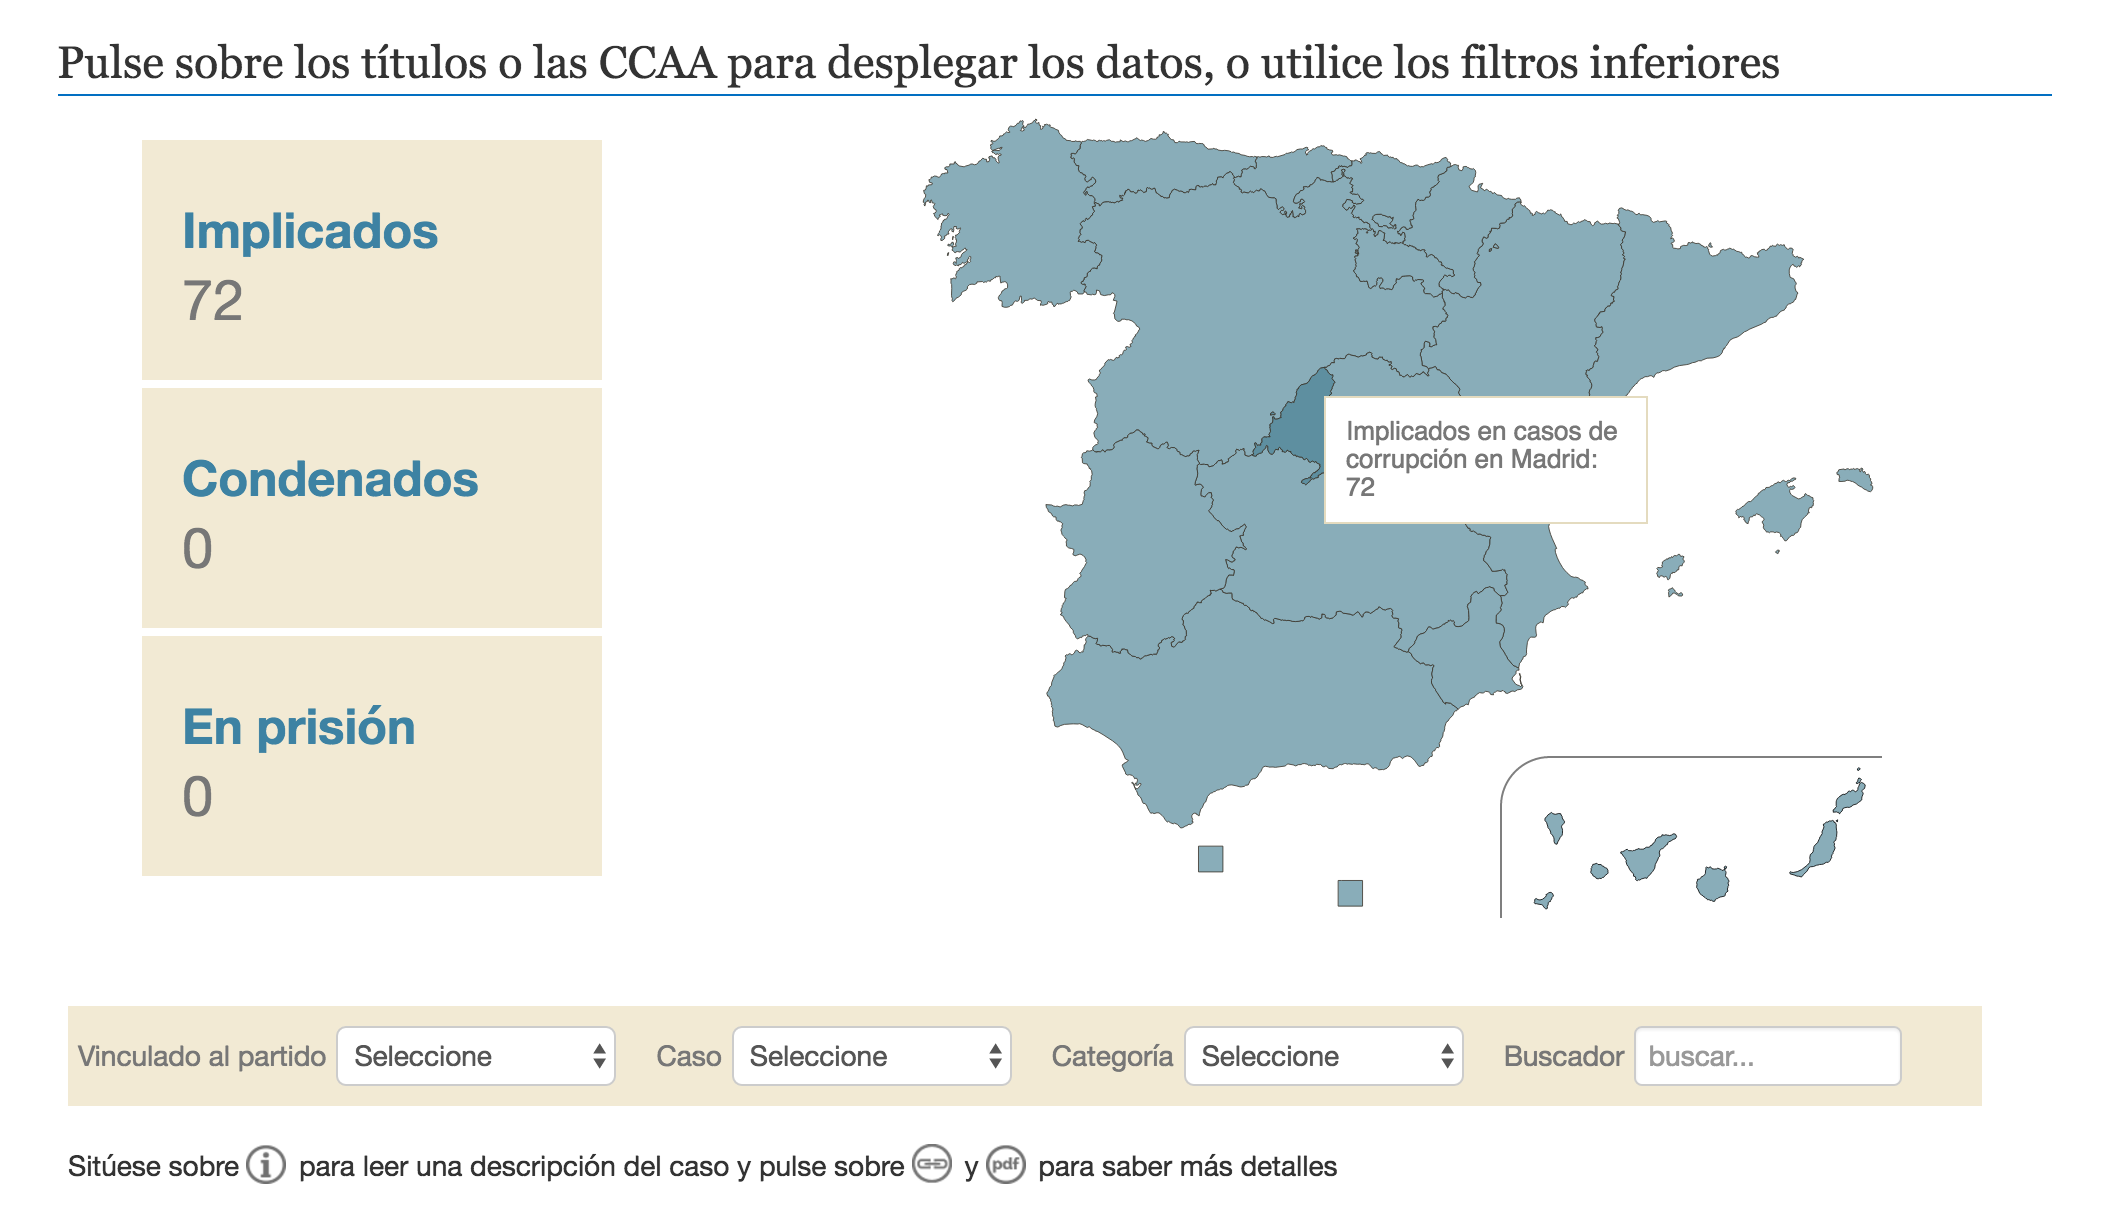 Pulse sobre los títulos o las CCAA para desplegar los datos, o utilice los filtros inferiores
Implicados
72
Condenados
0
En prisión
0
Implicados en casos de
corrupción en Madrid:
72
Vinculado al partido Seleccione Caso Seleccione Categoría Seleccione Buscador buscar...
Sitúese sobre i para leer una descripción del caso y pulse sobre y pdf para saber más detalles